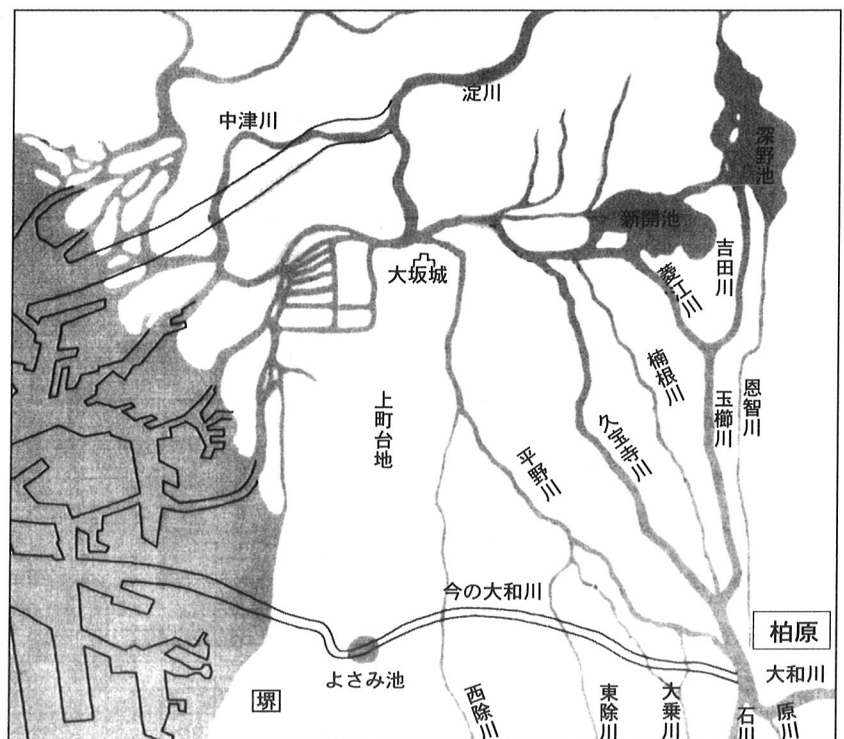 淀川
中津川
深野池
新開池
吉田川
菱江川
大坂城
楠根川
恩智川
玉櫛川
上町台地
久宝寺川
平野川
今の大和川
柏原
大和川
よさみ池
堺
西除川
東除川
大乗川
石川
原川